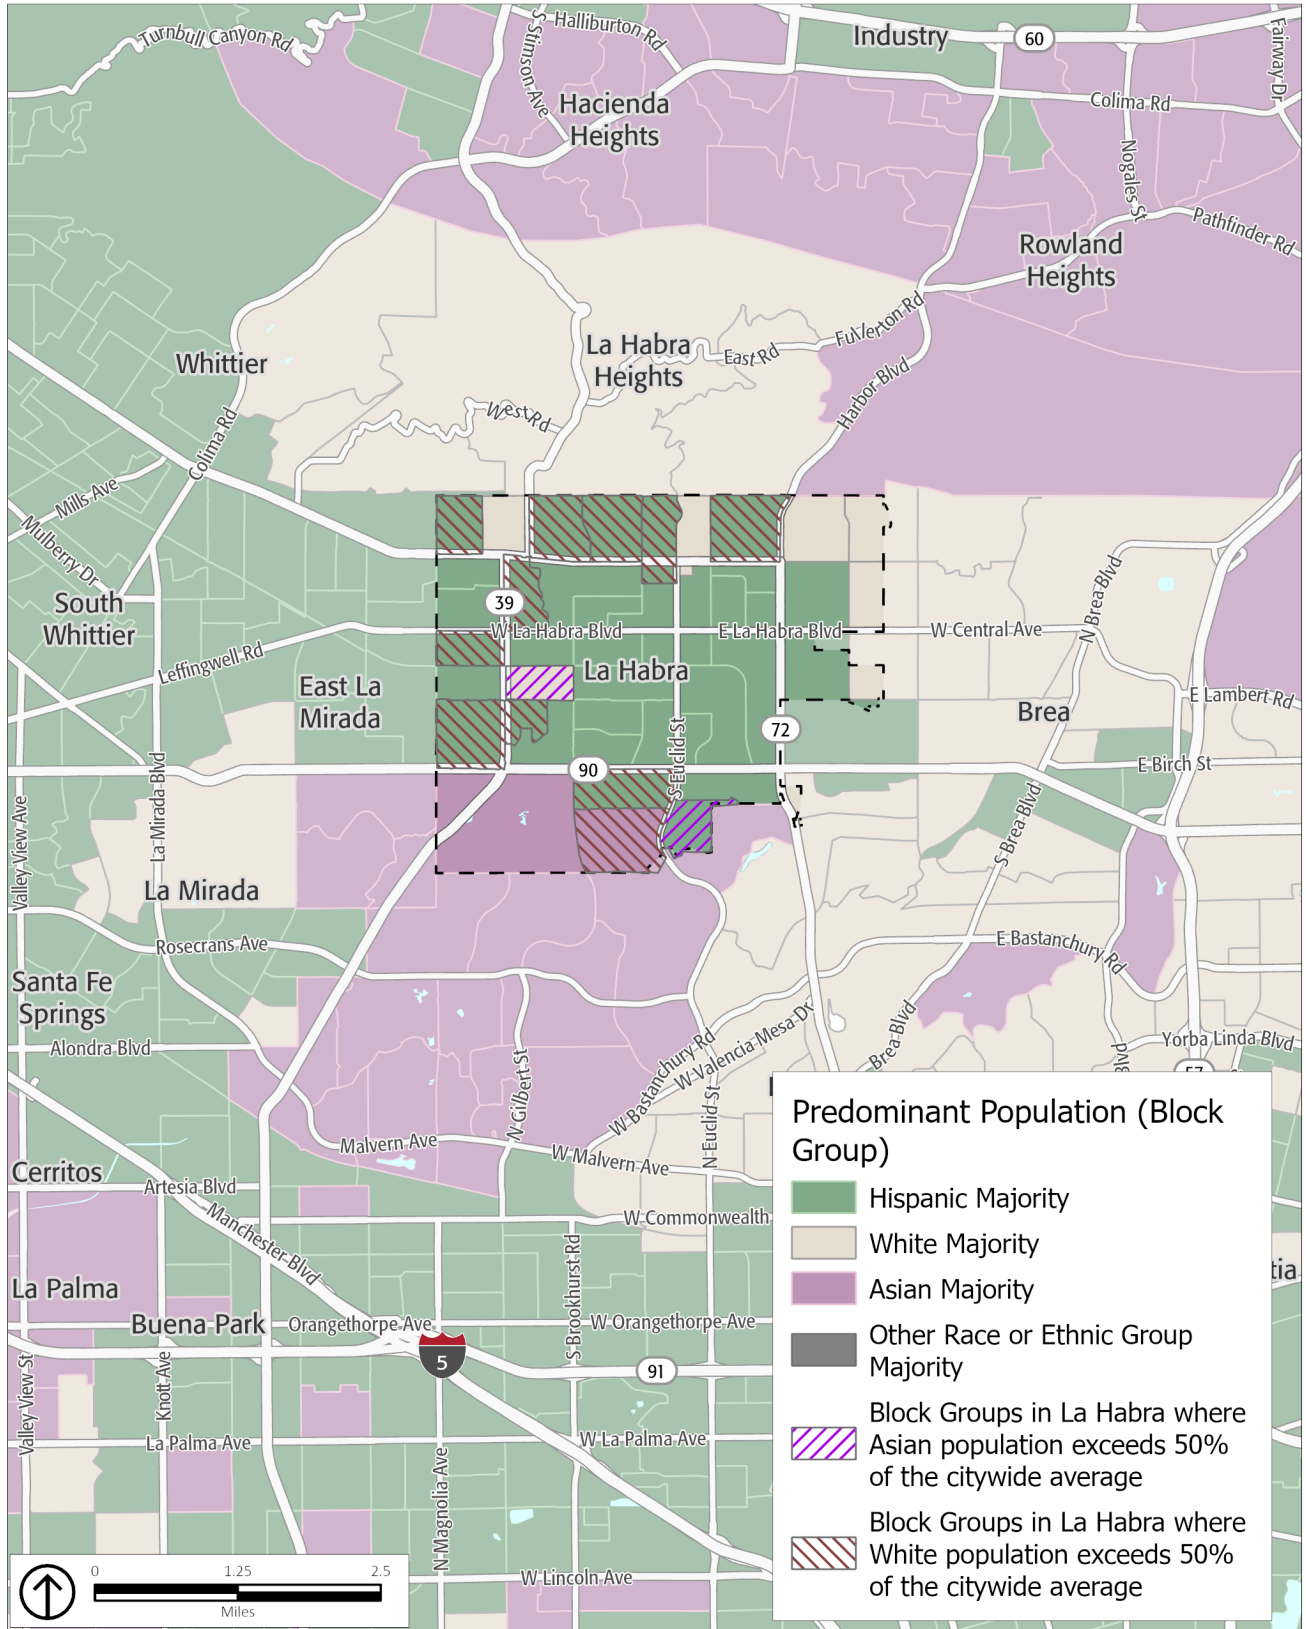 Turnbull Canyon Rd
S Stimson Ave
Halliburton Rd
Industry
60
Fairway Dr
Hacienda
Heights
Colima Rd
Nogales St
Pathfinder Rd
Rowland
Heights
Fullerton Rd
Whittier
La Habra
Heights
East Rd
Harbor Blvd
West Rd
Colima Rd
Mills Ave
Mulberry Dr
South
Whittier
39
W La Habra Blvd
E La Habra Blvd
W Central Ave
N Brea Blvd
Leffingwell Rd
La Habra
East La
Mirada
E Lambert Rd
Brea
72
S Euclid St
90
E Birch St
La Mirada Blvd
Valley View Ave
S Brea Blvd
La Mirada
Rosecrans Ave
E Bastanchury Rd
Santa Fe
Springs
Alondra Blvd
Brea Blvd
Yorba Linda Blvd
W Valencia Mesa Dr
W Bastanchury Rd
57
N Gilbert St
N Euclid St
Malvern Ave
W Malvern Ave
Cerritos
Artesia Blvd
Manchester Blvd
W Commonwealth
La Palma
Buena Park
Orangethorpe Ave
S Brookhurst Rd
W Orangethorpe Ave
5
91
Valley View St
Knott Ave
La Palma Ave
W La Palma Ave
N Magnolia Ave
W Lincoln Ave
Predominant Population (Block
Group)
Hispanic Majority
White Majority
Asian Majority
Other Race or Ethnic Group
Majority
Block Groups in La Habra where
Asian population exceeds 50%
of the citywide average
Block Groups in La Habra where
White population exceeds 50%
of the citywide average
0
1.25
2.5
Miles